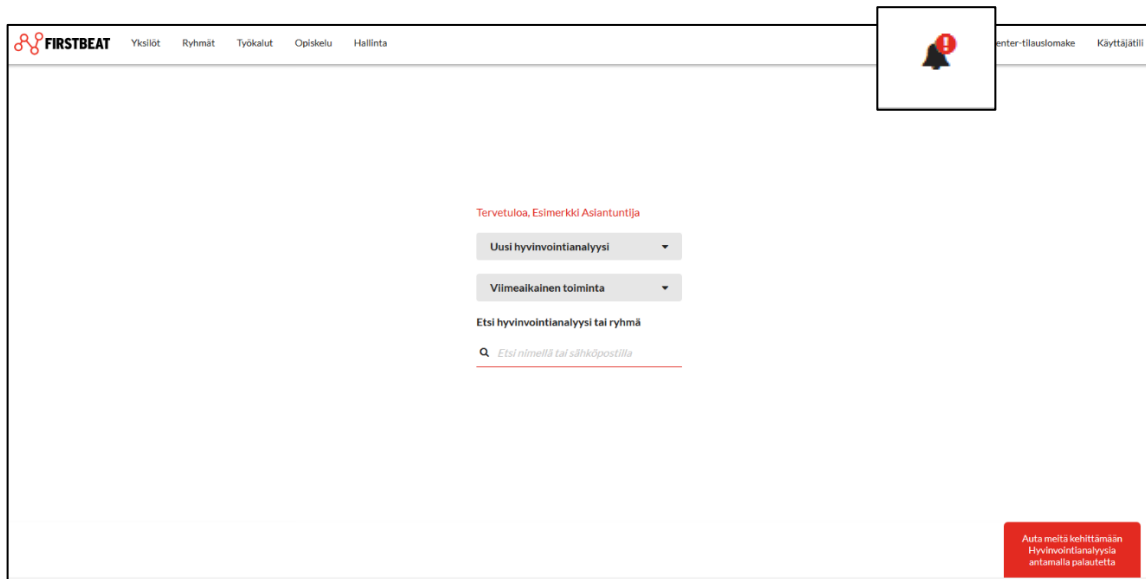 FIRSTBEAT Yksilöt Ryhmät Työkalut Opiskelu Hallinta enter-tilauslomake Käyttäjätili
Tervetuloa, Esimerkki Asiantuntija
Uusi hyvinvointianalyysi
Viimeaikainen toiminta
Etsi hyvinvointianalyysi tai ryhmä
Etsi nimellä tai sähköpostilla
Auta meitä kehittämään
Hyvinvointianalyysia
antamalla palautetta